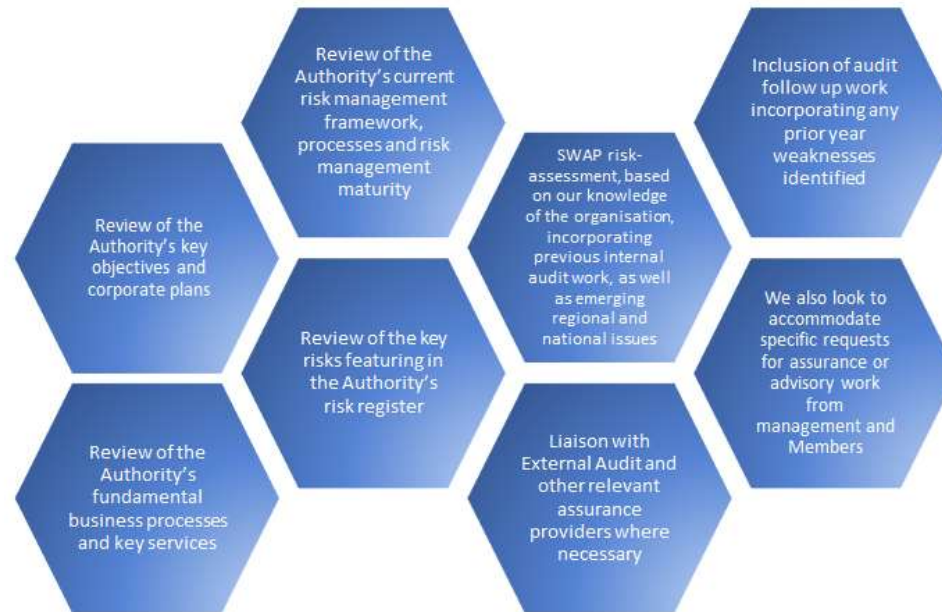 Review of the
Authority's current
risk management
framework,
processes and risk
management
maturity
Inclusion of audit
follow up work
incorporating any
prior year
weaknesses
identified
Review of the
Authority's key
objectives and
corporate plans
SWAP risk-
assessment, based
on our knowledge
of the organisation,
incorporating
previous internal
audit work, as well
as emerging
regional and
national issues
Review of the key
risks featuring in
the Authority's
risk register
We also look to
accommodate
specific requests
for assurance or
advisory work
from
management and
Members
Review of the
Authority's
fundamental
business processes
and key services
Liaison with
External Audit and
other relevant
assurance
providers where
necessary